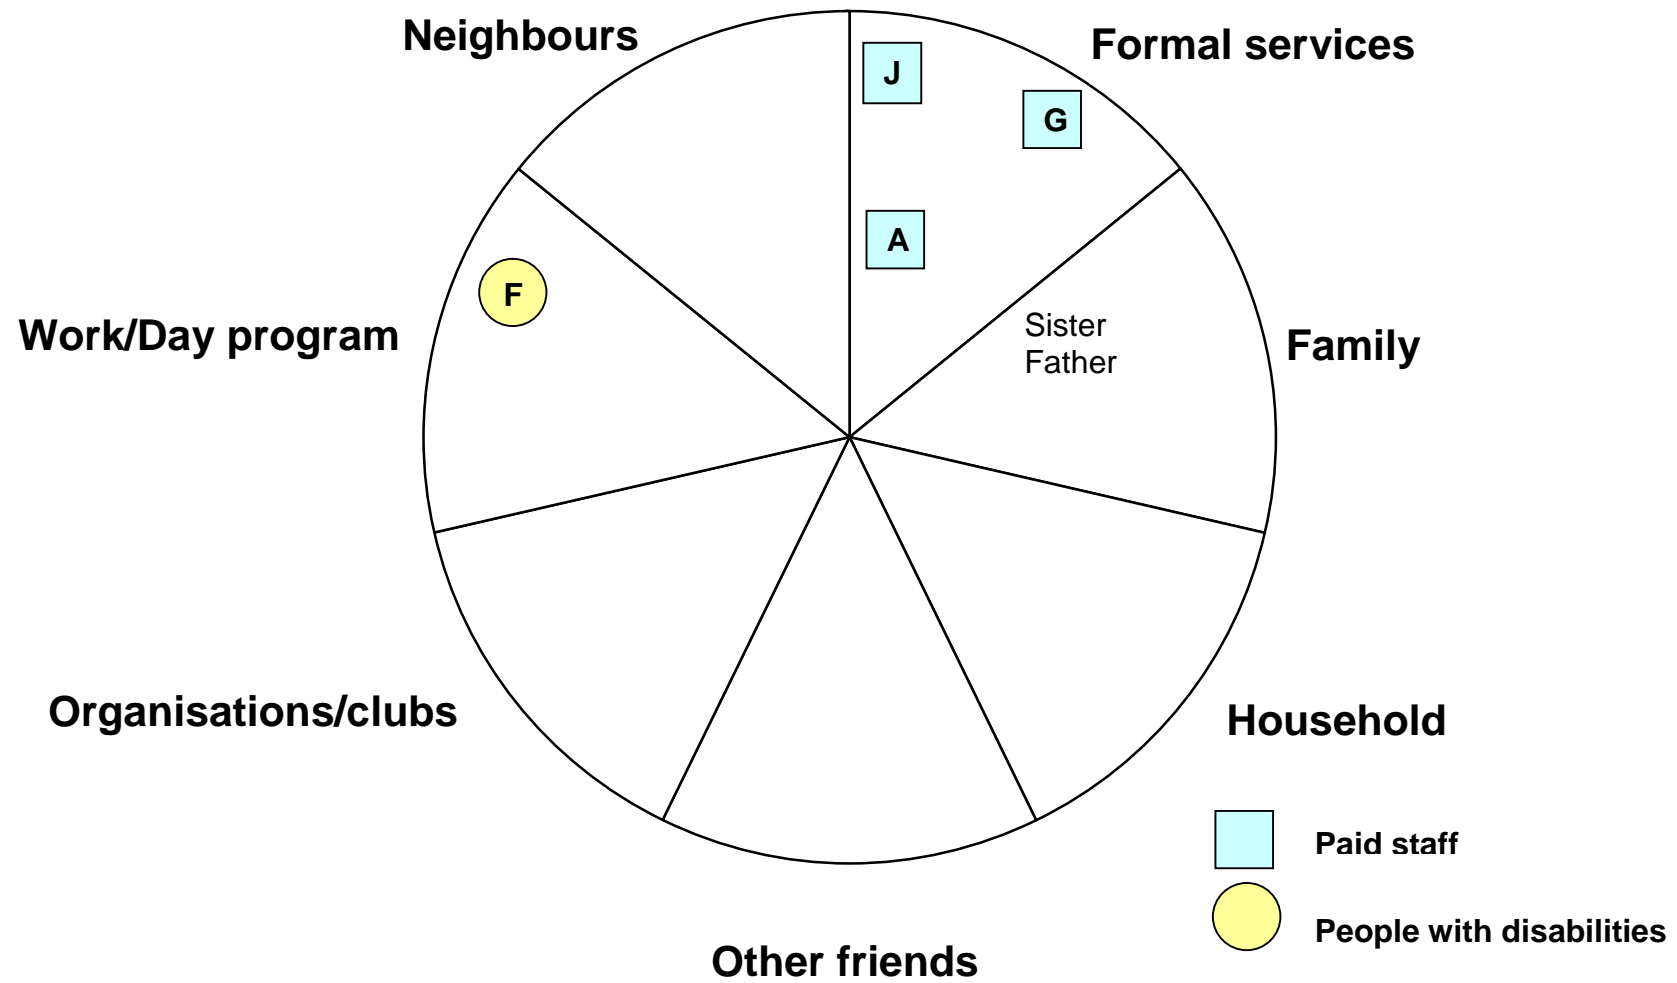 Neighbours
Formal services
J
G
A
F
Sister
Father
Work/Day program
Family
Organisations/clubs
Household
Paid staff
People with disabilities
Other friends